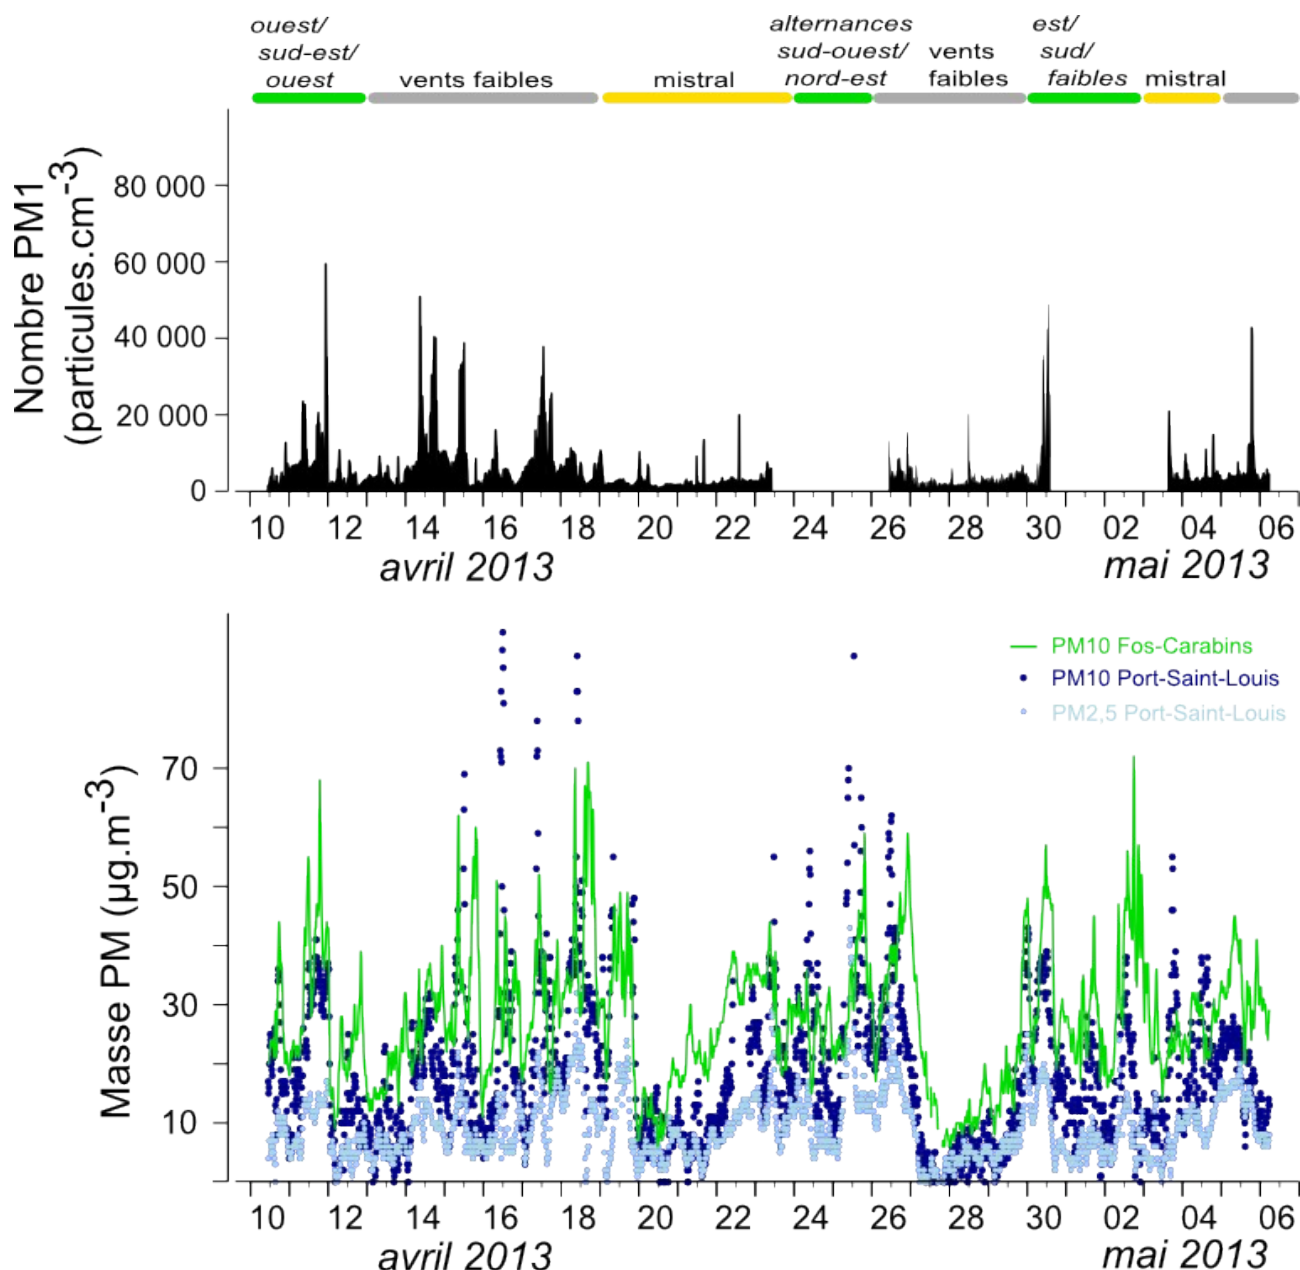 ouest/
sud-est/
ouest
vents faibles
mistral
alternances
sud-ouest/
nord-est
vents
faibles
est/
sud/
faibles
mistral
Nombre PM1
(particules.cm-3)
80 000
60 000
40 000
20 000
0
10 12 14 16 18 20 22 24 26 28 30 02 04 06
avril 2013
mai 2013
PM10 Fos-Carabins
PM10 Port-Saint-Louis
PM2,5 Port-Saint-Louis
Masse PM (µg.m-3)
70
50
30
10
10 12 14 16 18 20 22 24 26 28 30 02 04 06
avril 2013
mai 2013